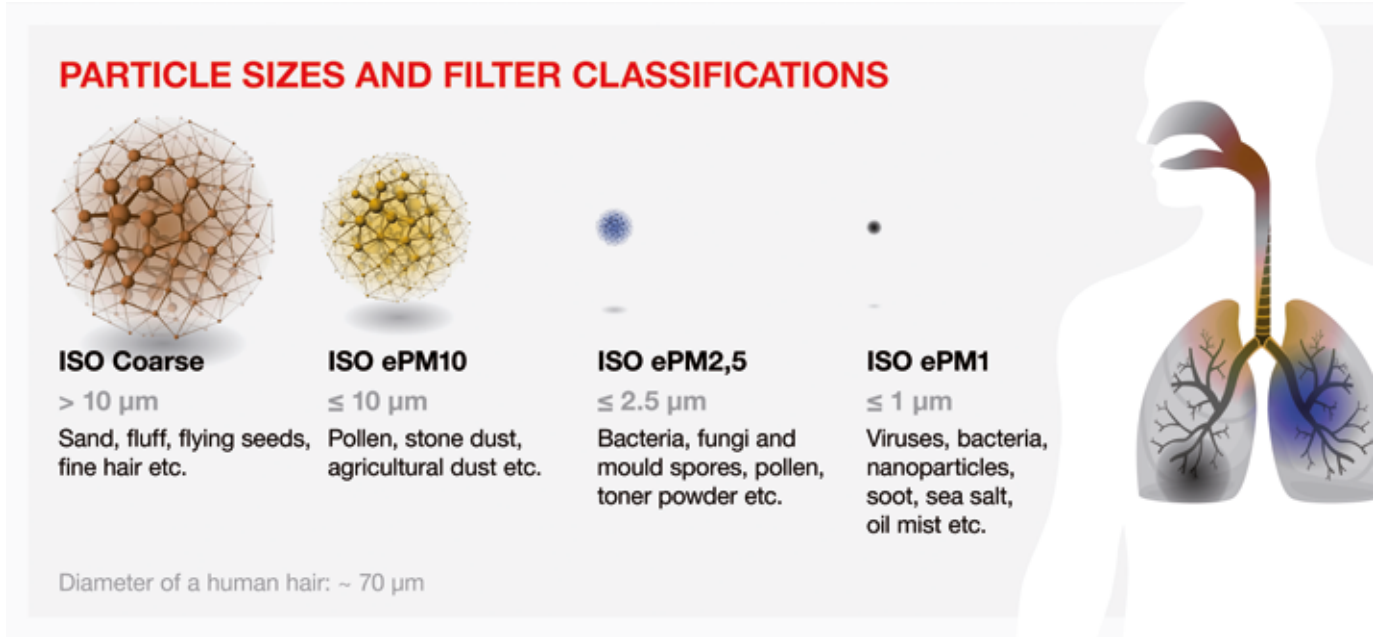 PARTICLE SIZES AND FILTER CLASSIFICATIONS
ISO Coarse
> 10 µm
Sand, fluff, flying seeds,
fine hair etc.
ISO ePM10
≤ 10 µm
Pollen, stone dust,
agricultural dust etc.
ISO ePM2,5
≤ 2.5 µm
Bacteria, fungi and
mould spores, pollen,
toner powder etc.
ISO ePM1
≤ 1 µm
Viruses, bacteria,
nanoparticles,
soot, sea salt,
oil mist etc.
Diameter of a human hair: ~ 70 µm